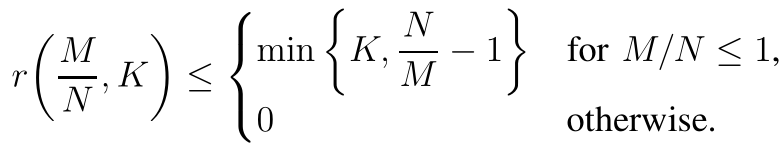 r(M/N, K) ≤ { min{K, N/M − 1} for M/N ≤ 1,
0 otherwise.